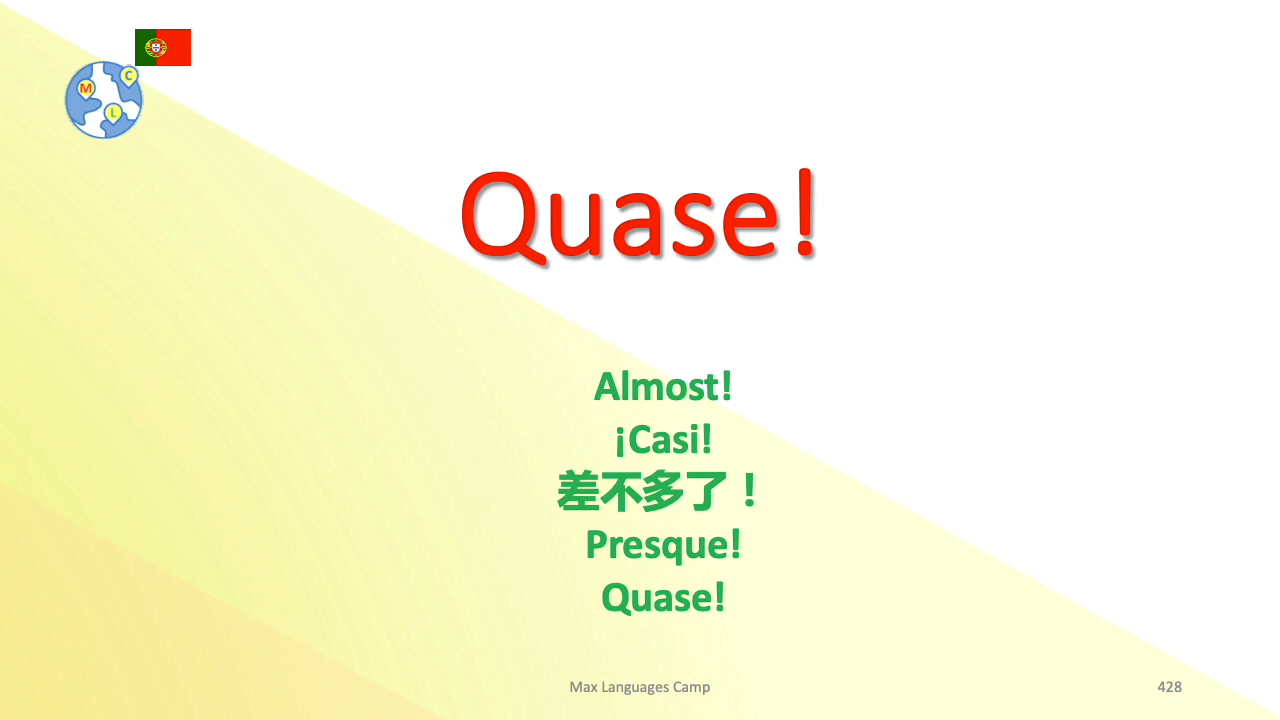 M
C
L
Quase!
Almost!
¡Casi!
差不多了！
Presque!
Quase!
Max Languages Camp
428